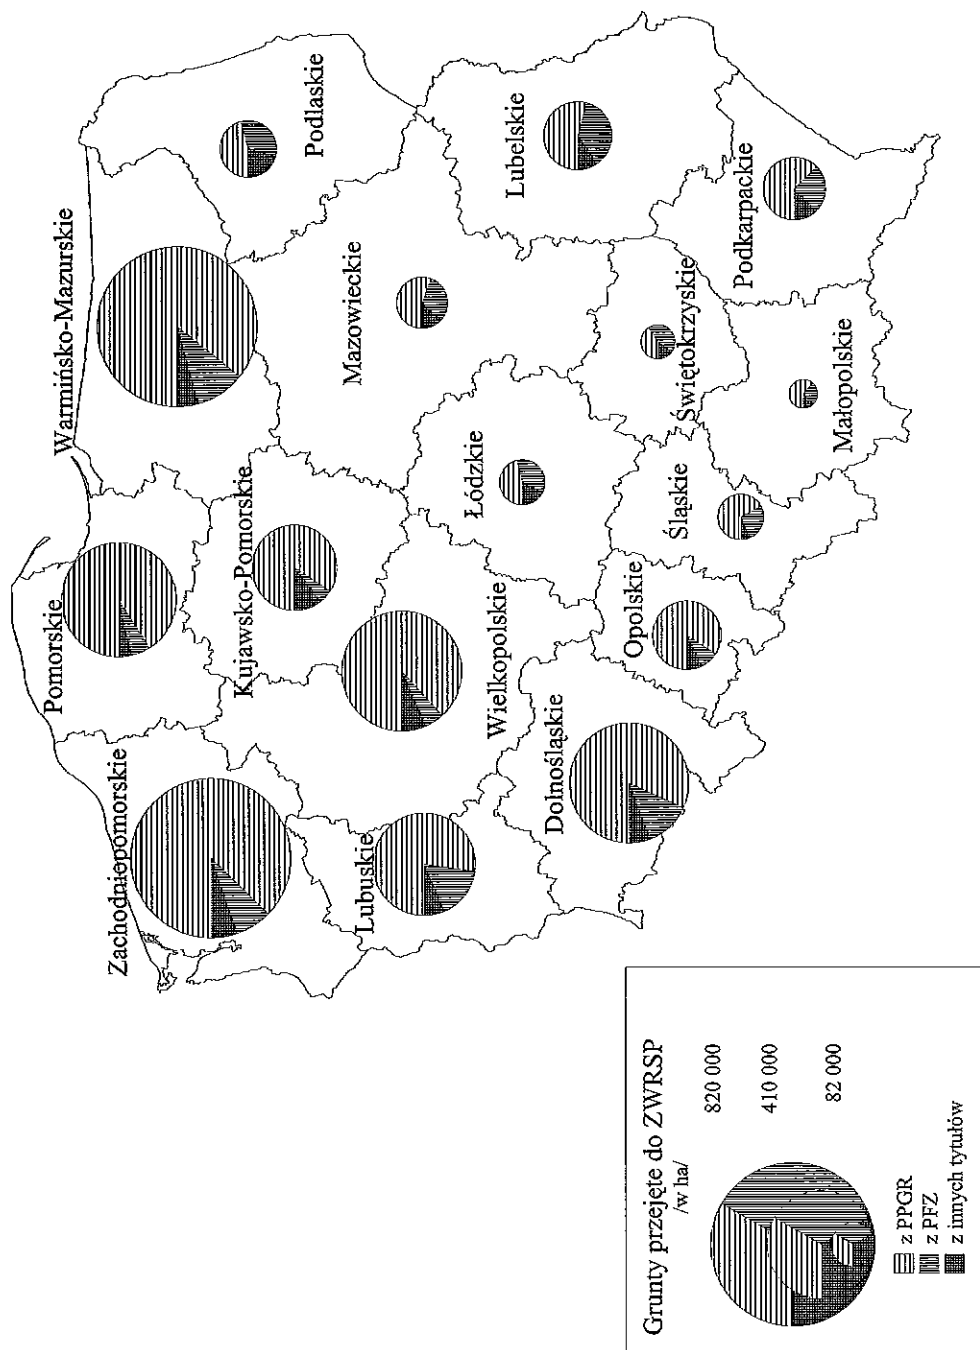 Pomorskie
Warmińsko-Mazurskie
Zachodniopomorskie
Kujawsko-Pomorskie
Podlaskie
Mazowieckie
Lubuskie
Łódzkie
Wielkopolskie
Lubelskie
Dolnośląskie
Opolskie
Śląskie
Świętokrzyskie
Podkarpackie
Małopolskie
Grunty przejęte do ZWRSP
/w ha/
820 000
410 000
82 000
z PPGR
z PFZ
z innych tytułów